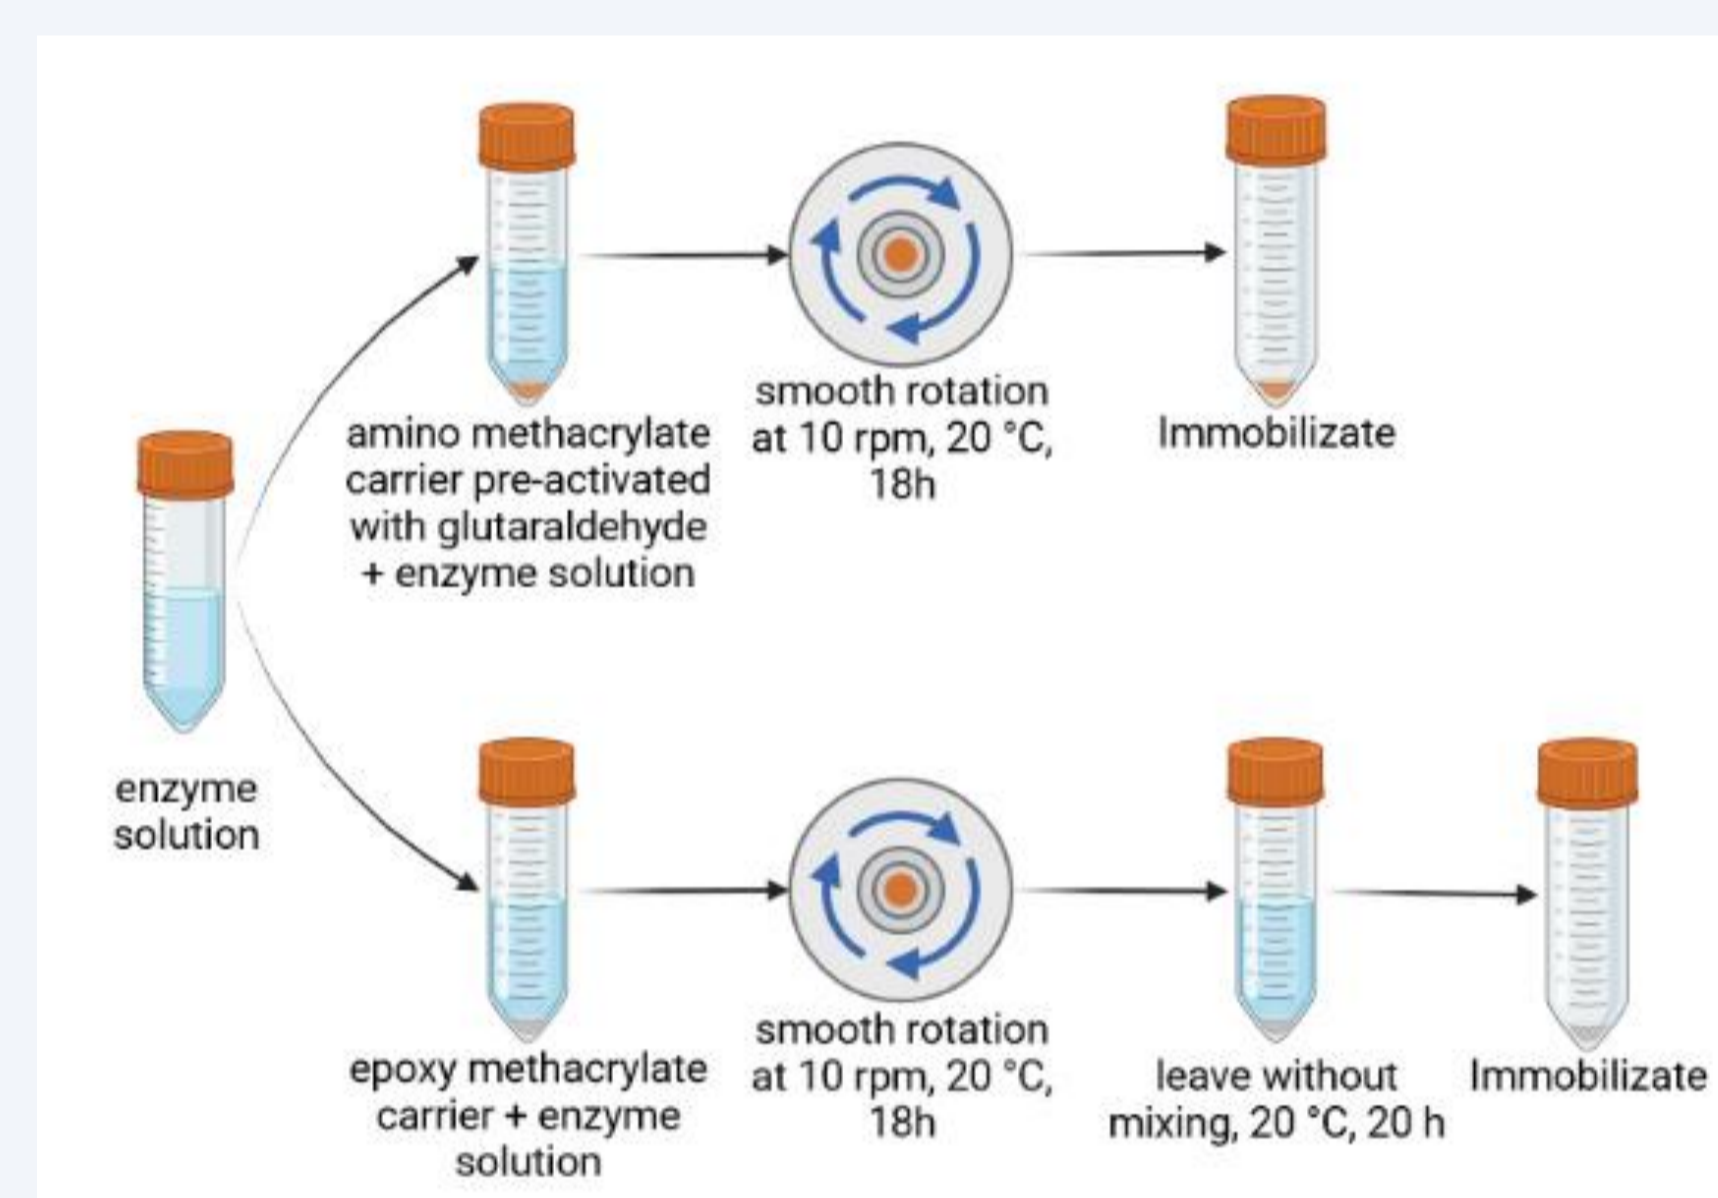 enzyme
solution
amino methacrylate
carrier pre-activated
with glutaraldehyde
+ enzyme solution
smooth rotation
at 10 rpm, 20 °C,
18h
Immobilizate
epoxy methacrylate
carrier + enzyme
solution
smooth rotation
at 10 rpm, 20 °C,
18h
leave without
mixing, 20 °C, 20 h
Immobilizate